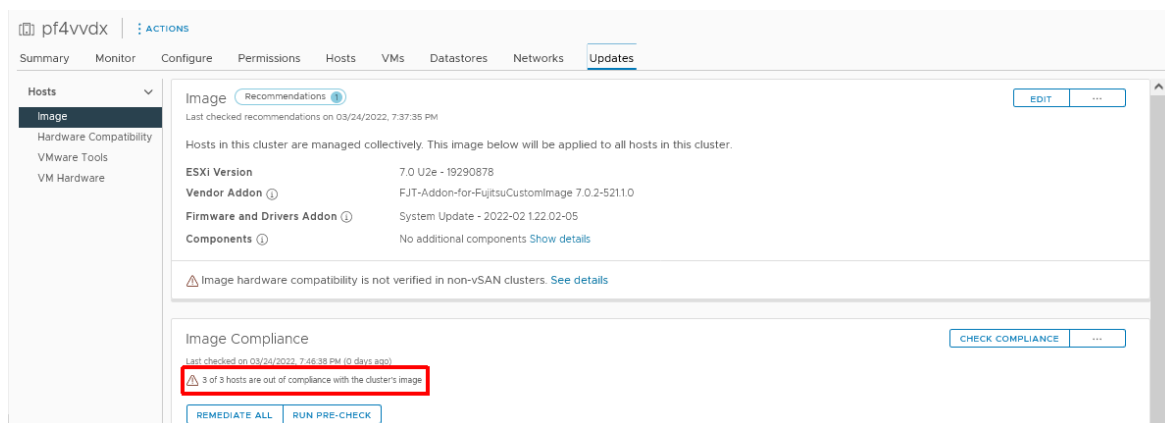 pf4vvdx ACTIONS
Summary Monitor Configure Permissions Hosts VMs Datastores Networks Updates
Hosts
Image
Hardware Compatibility
VMware Tools
VM Hardware
Image Recommendations 1 EDIT ...
Last checked recommendations on 03/24/2022, 7:37:35 PM
Hosts in this cluster are managed collectively. This image below will be applied to all hosts in this cluster.
ESXi Version 7.0 U2e - 19290878
Vendor Addon FJT-Addon-for-FujitsuCustomImage 7.0.2-521.1.0
Firmware and Drivers Addon System Update - 2022-02 1.22.02-05
Components No additional components Show details
Image hardware compatibility is not verified in non-vSAN clusters. See details
Image Compliance CHECK COMPLIANCE ...
Last checked on 03/24/2022, 7:46:38 PM (0 days ago)
3 of 3 hosts are out of compliance with the cluster's image
REMEDIATE ALL RUN PRE-CHECK